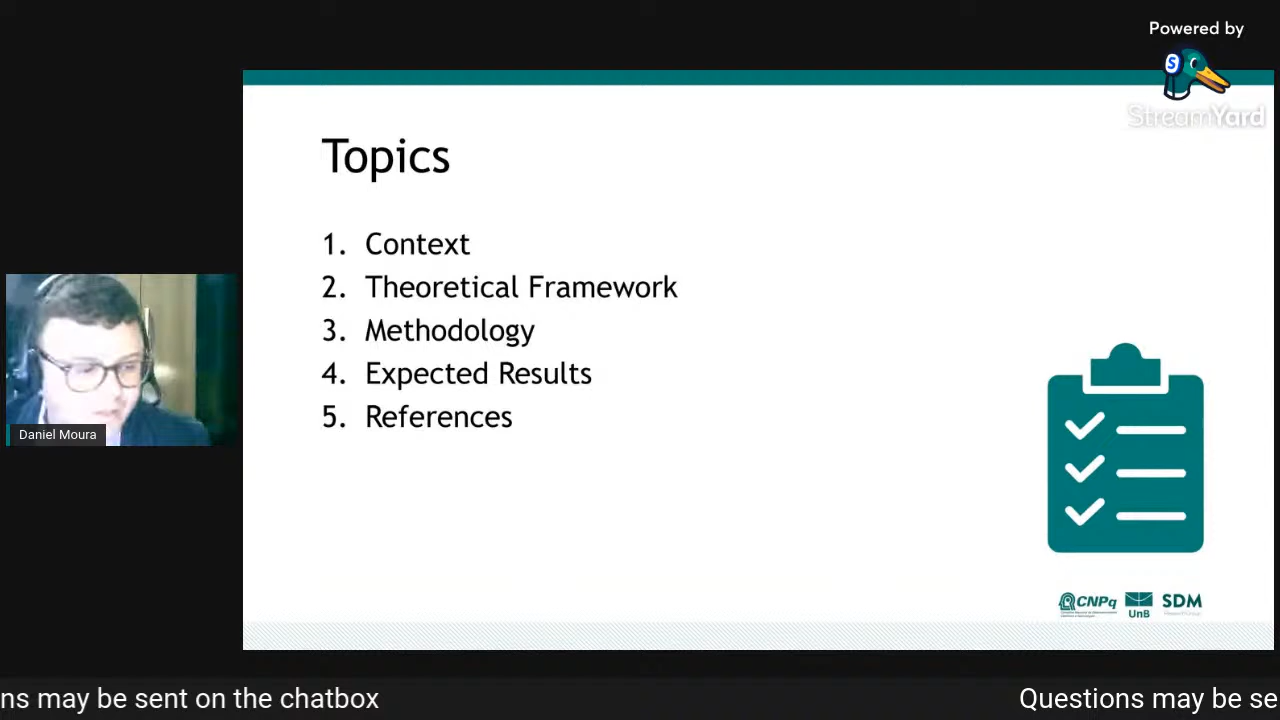 Powered by
S
StreamYard
Topics
1. Context
2. Theoretical Framework
3. Methodology
4. Expected Results
5. References
Daniel Moura
CNPq
UnB
SDM
ns may be sent on the chatbox
Questions may be se